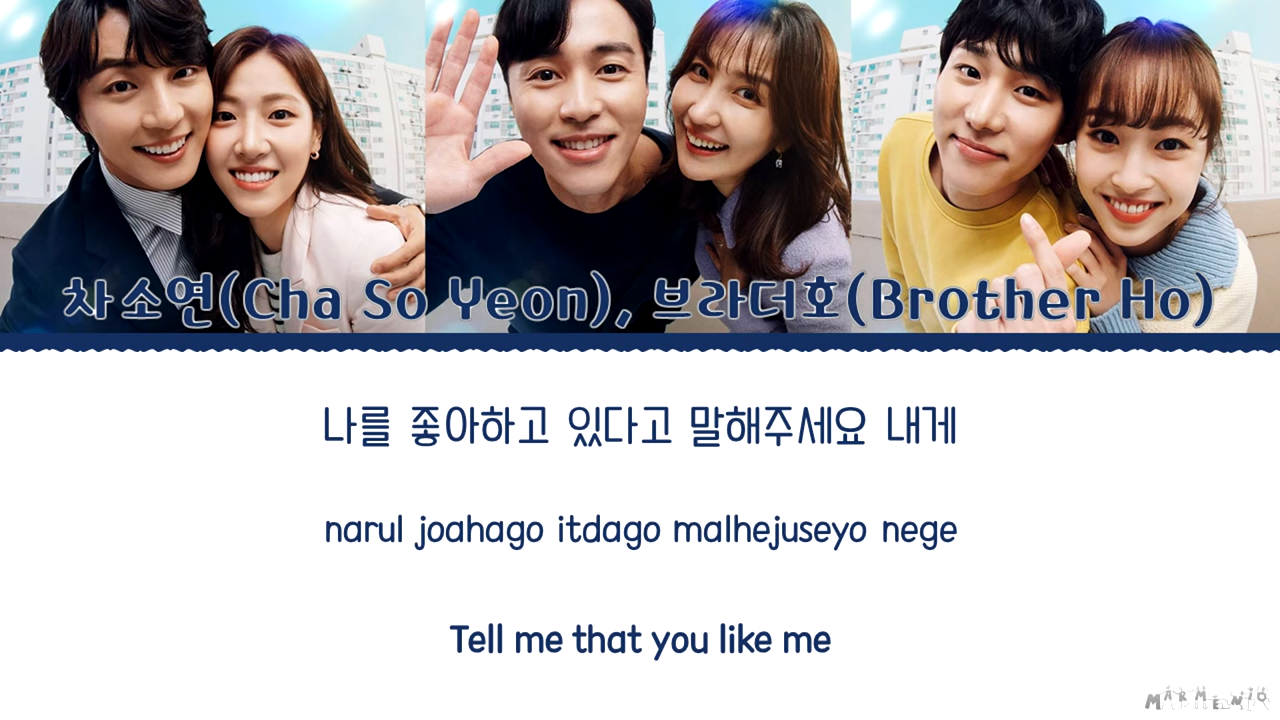 차소연(Cha So Yeon), 브라더호(Brother Ho)
나를 좋아하고 있다고 말해주세요 내게
narul joahago itdago malhejuseyo nege
Tell me that you like me
MARMELNIO